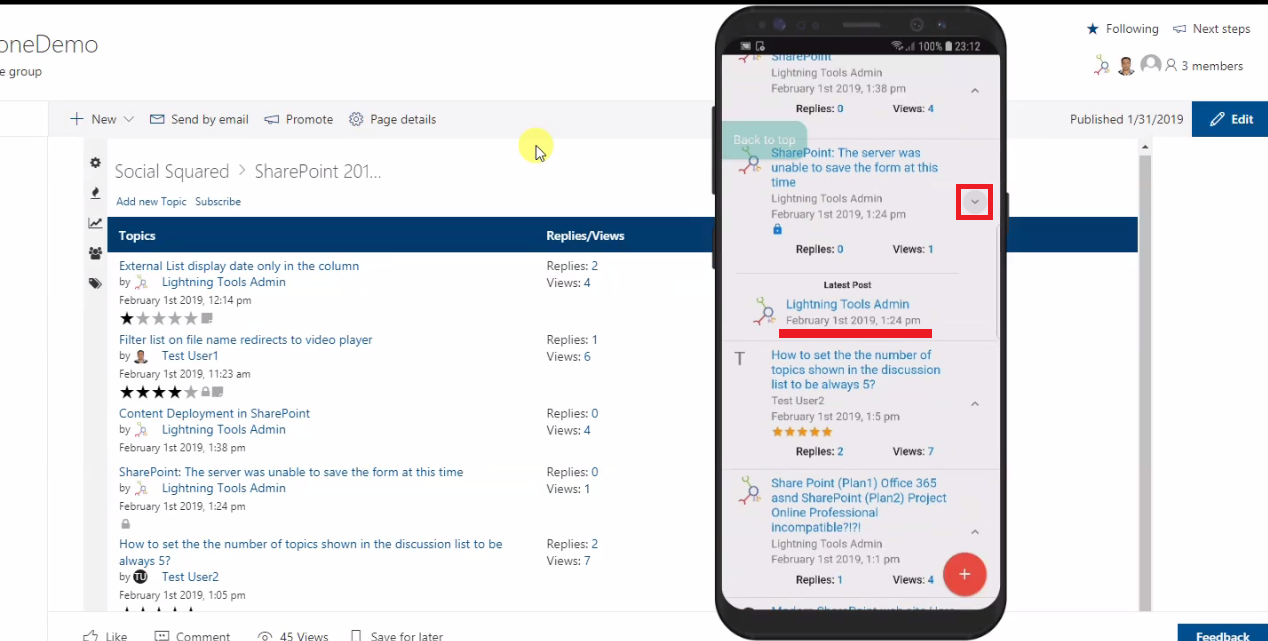 oneDemo
e group
Following
Next steps
3 members
New
Send by email
Promote
Page details
Published 1/31/2019
Edit
Social Squared > SharePoint 201...
Add new Topic Subscribe
Topics
Replies/Views
External List display date only in the column
by Lightning Tools Admin
February 1st 2019, 12:14 pm
Replies: 2
Views: 4
Filter list on file name redirects to video player
by Test User1
February 1st 2019, 11:23 am
Replies: 1
Views: 6
Content Deployment in SharePoint
by Lightning Tools Admin
February 1st 2019, 1:38 pm
Replies: 0
Views: 4
SharePoint: The server was unable to save the form at this time
by Lightning Tools Admin
February 1st 2019, 1:24 pm
Replies: 0
Views: 1
How to set the the number of topics shown in the discussion list to be
always 5?
by TU Test User2
February 1st 2019, 1:05 pm
Replies: 2
Views: 7
Like
Comment
45 Views
Save for later
Feedback
100% 23:12
SharePoint
Lightning Tools Admin
February 1st 2019, 1:38 pm
Replies: 0 Views: 4
Back to top
SharePoint: The server was
unable to save the form at this
time
Lightning Tools Admin
February 1st 2019, 1:24 pm
Replies: 0 Views: 1
Latest Post
Lightning Tools Admin
February 1st 2019, 1:24 pm
T
How to set the the number of
topics shown in the discussion
list to be always 5?
Test User2
February 1st 2019, 1:5 pm
Replies: 2 Views: 7
Share Point (Plan1) Office 365
asnd SharePoint (Plan2) Project
Online Professional
incompatible?!?!
Lightning Tools Admin
February 1st 2019, 1:1 pm
Replies: 1 Views: 4
+